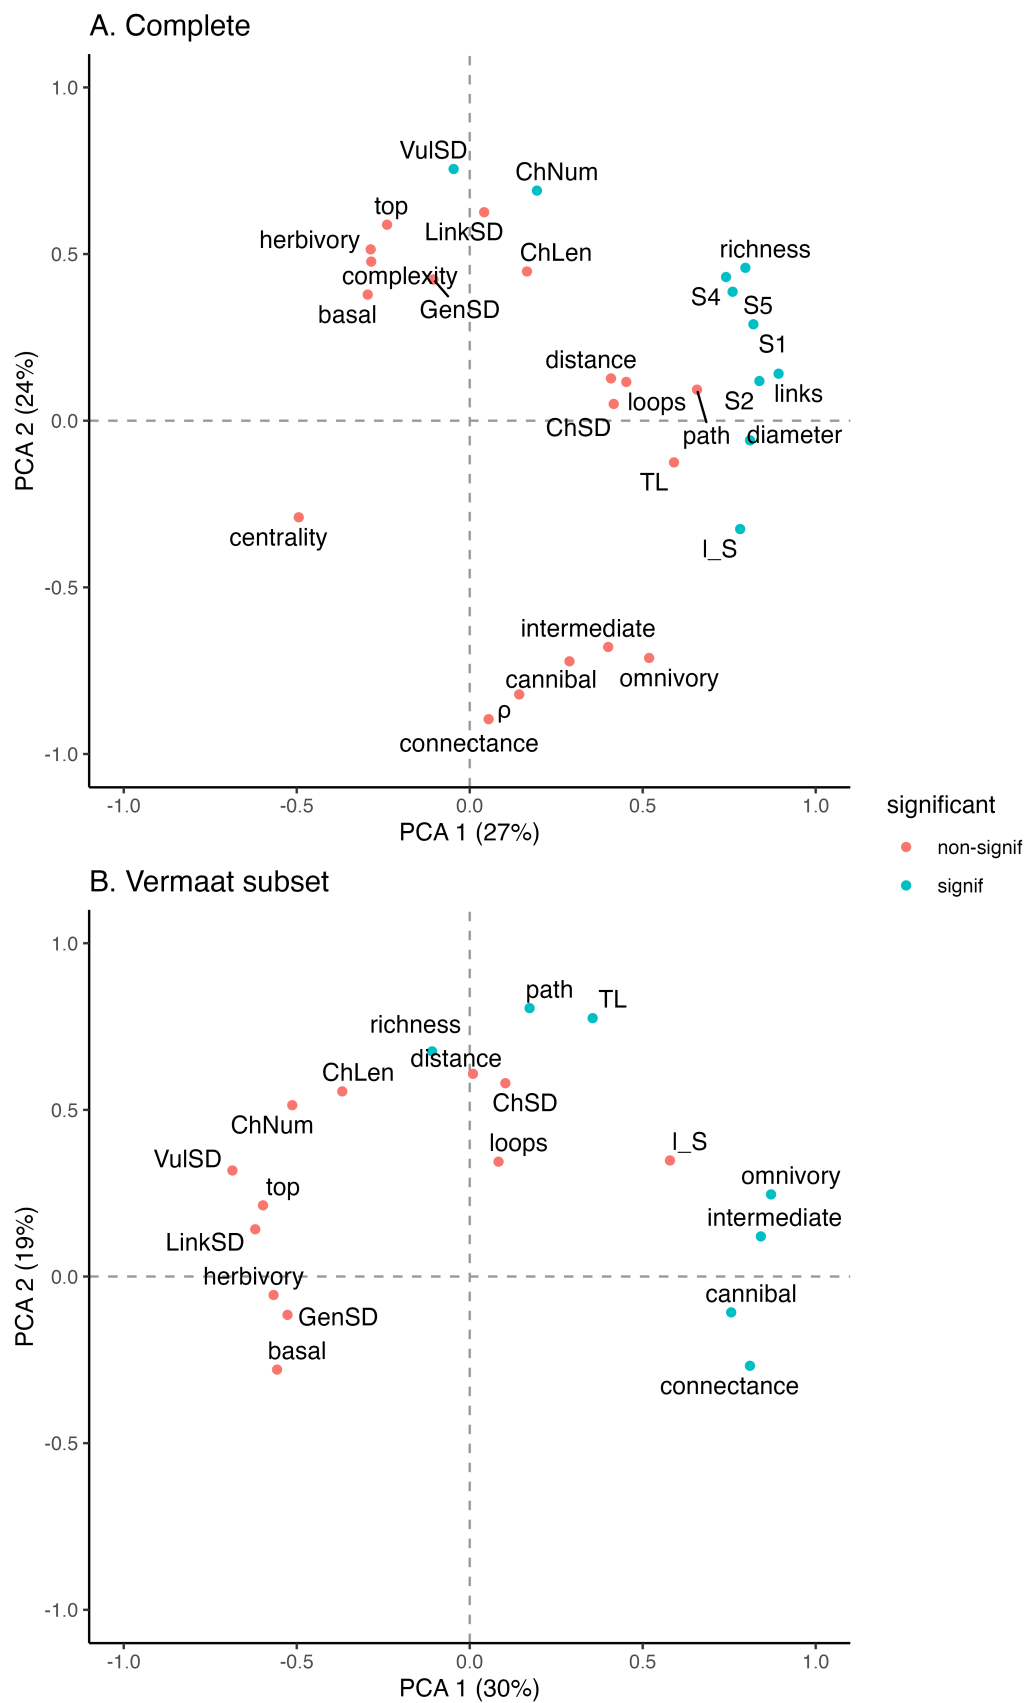 A. Complete
1.0
VulSD
ChNum
top
LinkSD
herbivory
ChLen
richness
0.5
complexity
S4
S5
GenSD
basal
S1
distance
loops
S2
links
0.0
ChSD
path
diameter
TL
centrality
I_S
-0.5
intermediate
cannibal
omnivory
ρ
connectance
-1.0
-1.0
-0.5
0.0
0.5
1.0
PCA 1 (27%)
PCA 2 (24%)
significant
non-signif
signif
B. Vermaat subset
1.0
path
TL
richness
distance
ChLen
ChSD
0.5
ChNum
loops
I_S
VulSD
omnivory
top
intermediate
LinkSD
herbivory
0.0
cannibal
GenSD
basal
connectance
-0.5
-1.0
-1.0
-0.5
0.0
0.5
1.0
PCA 1 (30%)
PCA 2 (19%)